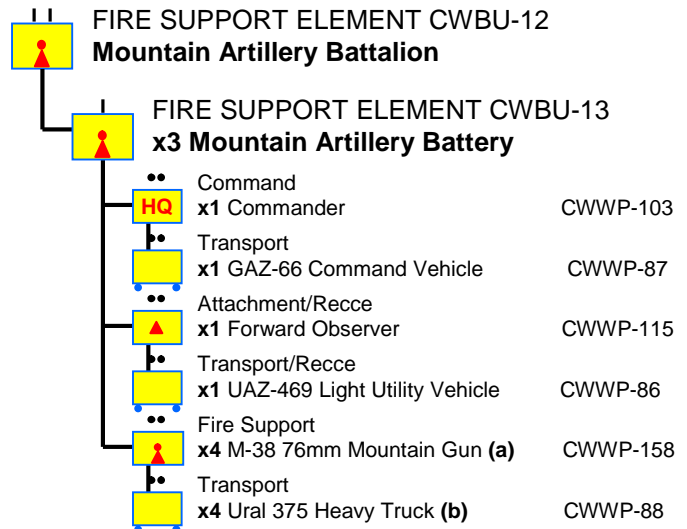 FIRE SUPPORT ELEMENT CWBU-12
Mountain Artillery Battalion
FIRE SUPPORT ELEMENT CWBU-13
x3 Mountain Artillery Battery
Command
HQ x1 Commander CWWP-103
Transport
x1 GAZ-66 Command Vehicle CWWP-87
Attachment/Recce
x1 Forward Observer CWWP-115
Transport/Recce
x1 UAZ-469 Light Utility Vehicle CWWP-86
Fire Support
x4 M-38 76mm Mountain Gun (a) CWWP-158
Transport
x4 Ural 375 Heavy Truck (b) CWWP-88